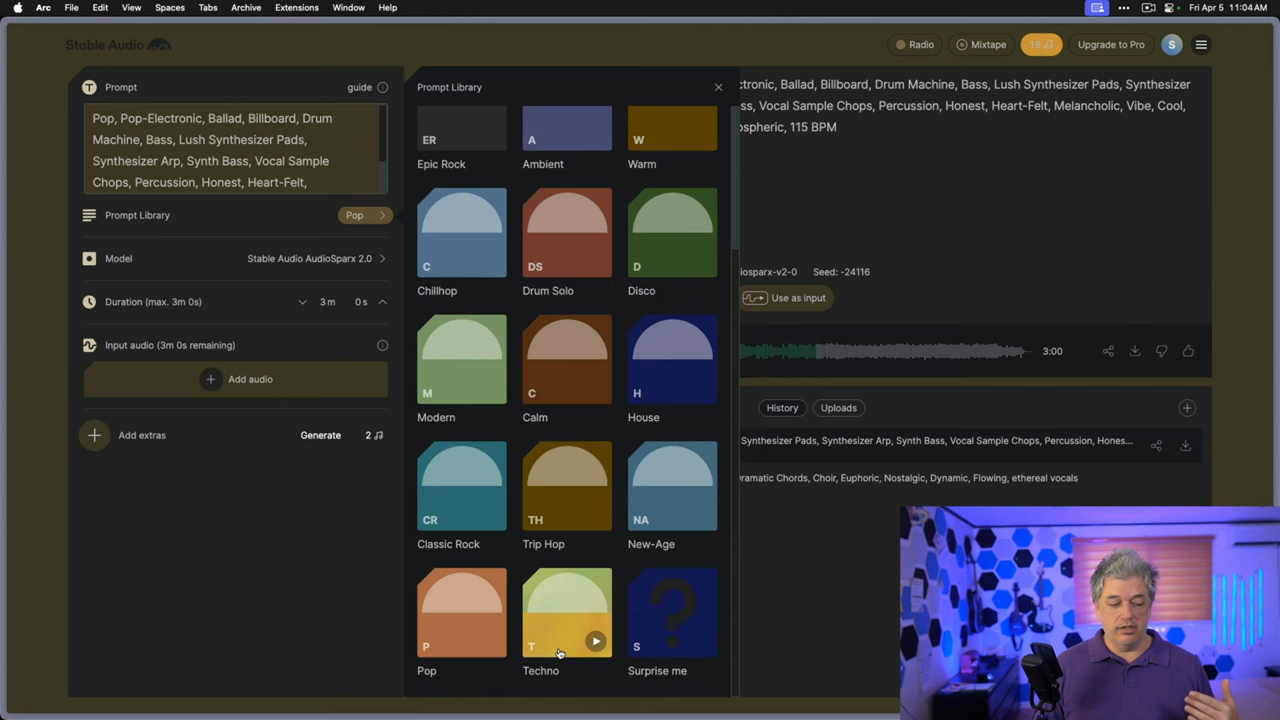 Arc File Edit View Spaces Tabs Archive Extensions Window Help
Fri Apr 5 11:04 AM
Stable Audio
Radio
Mixtape
16
Upgrade to Pro
S
T
Prompt
guide
Pop, Pop-Electronic, Ballad, Billboard, Drum
Machine, Bass, Lush Synthesizer Pads,
Synthesizer Arp, Synth Bass, Vocal Sample
Chops, Percussion, Honest, Heart-Felt,
Prompt Library
Pop
Model
Stable Audio AudioSparx 2.0
Duration (max. 3m 0s)
3 m 0 s
Input audio (3m 0s remaining)
Add audio
Add extras
Generate 2
Prompt Library
ER
Epic Rock
A
Ambient
W
Warm
C
Chillhop
DS
Drum Solo
D
Disco
M
Modern
C
Calm
H
House
CR
Classic Rock
TH
Trip Hop
NA
New-Age
P
Pop
T
Techno
S
?
Surprise me
ctronic, Ballad, Billboard, Drum Machine, Bass, Lush Synthesizer Pads, Synthesizer
ss, Vocal Sample Chops, Percussion, Honest, Heart-Felt, Melancholic, Vibe, Cool,
ospheric, 115 BPM
iosparx-v2-0 Seed: -24116
Use as input
3:00
History
Uploads
Synthesizer Pads, Synthesizer Arp, Synth Bass, Vocal Sample Chops, Percussion, Hones...
Dramatic Chords, Choir, Euphoric, Nostalgic, Dynamic, Flowing, ethereal vocals